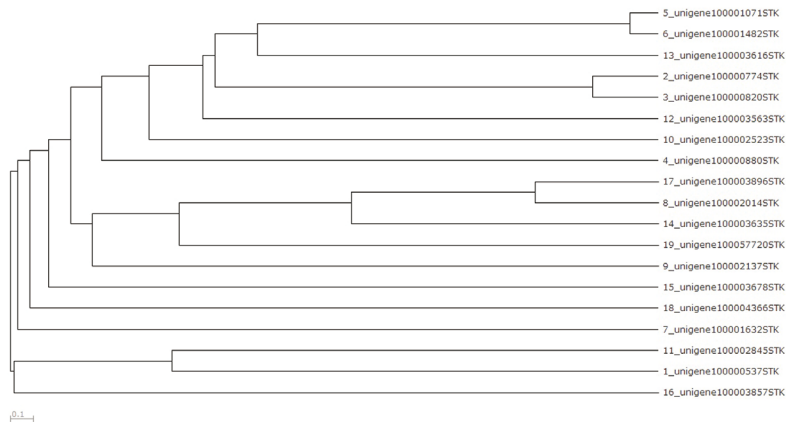 5_unigene100001071STK
6_unigene100001482STK
13_unigene100003616STK
2_unigene100000774STK
3_unigene100000820STK
12_unigene100003563STK
10_unigene100002523STK
4_unigene100000880STK
17_unigene100003896STK
8_unigene100002014STK
14_unigene100003635STK
19_unigene100057720STK
9_unigene100002137STK
15_unigene100003678STK
18_unigene100004366STK
7_unigene100001632STK
11_unigene100002845STK
1_unigene100000537STK
16_unigene100003857STK
0.1